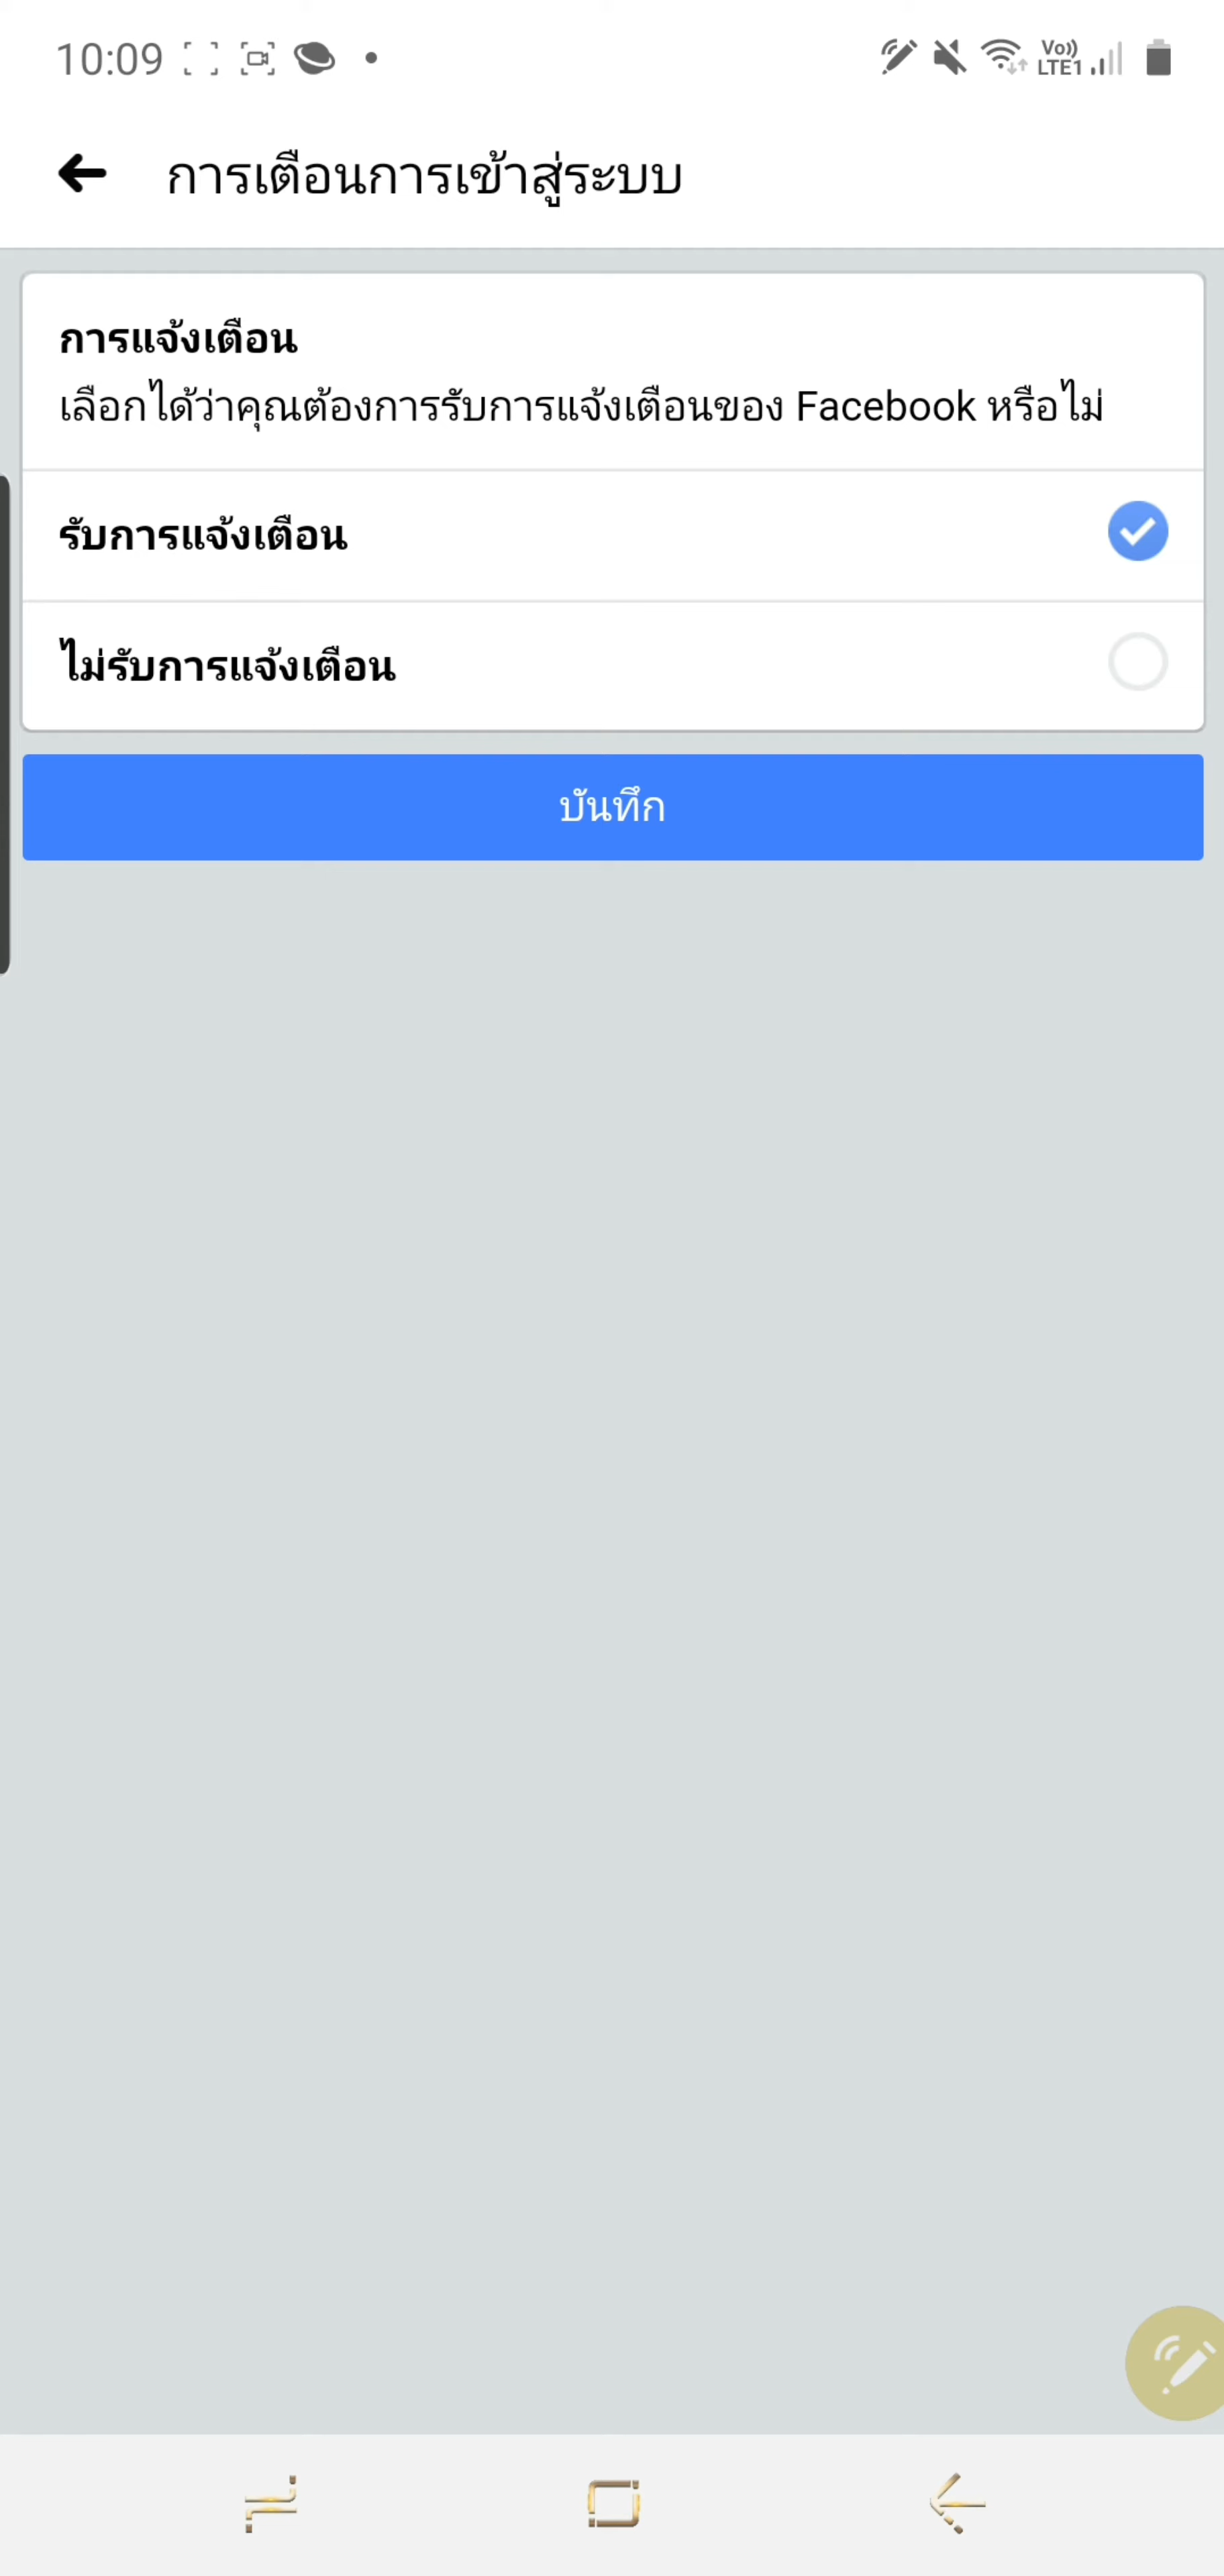 10:09
Vo))
LTE1
การเตือนการเข้าสู่ระบบ
การแจ้งเตือน
เลือกได้ว่าคุณต้องการรับการแจ้งเตือนของ Facebook หรือไม่
รับการแจ้งเตือน
ไม่รับการแจ้งเตือน
บันทึก